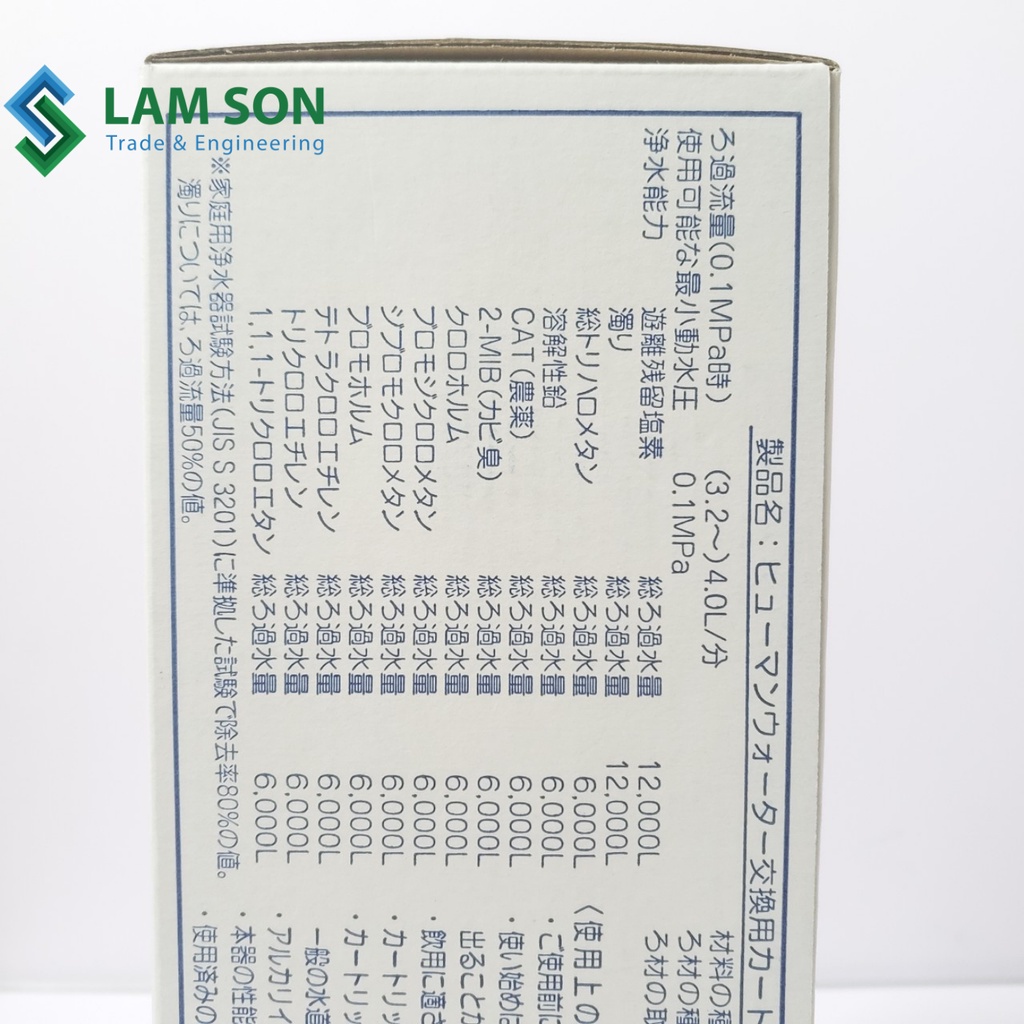 LAM SON
Trade & Engineering
製品名：ヒューマンウォーター交換用カート
ろ過流量(0.1MPa時) (3.2〜)4.0L/分
使用可能な最小動水圧 0.1MPa
浄水能力
遊離残留塩素 総ろ過水量 12,000L
濁り 総ろ過水量 12,000L
総トリハロメタン 総ろ過水量 6,000L
溶解性鉛 総ろ過水量 6,000L
CAT(農薬) 総ろ過水量 6,000L
2-MIB(カビ臭) 総ろ過水量 6,000L
クロロホルム 総ろ過水量 6,000L
ブロモジクロロメタン 総ろ過水量 6,000L
ジブロモクロロメタン 総ろ過水量 6,000L
ブロモホルム 総ろ過水量 6,000L
テトラクロロエチレン 総ろ過水量 6,000L
トリクロロエチレン 総ろ過水量 6,000L
1,1,1-トリクロロエタン 総ろ過水量 6,000L
※家庭用浄水器試験方法(JIS S 3201)に準拠した試験で除去率80%の値。
濁りについては、ろ過流量50%の値。
材料の種
ろ材の種
ろ材の取
〈使用上の
・ご使用前に
・使い始めに
出ることか
・飲用に適さ
・カートリッ
・カートリッ
一般の水道
・アルカリイ
・本器の性能
・使用済みの